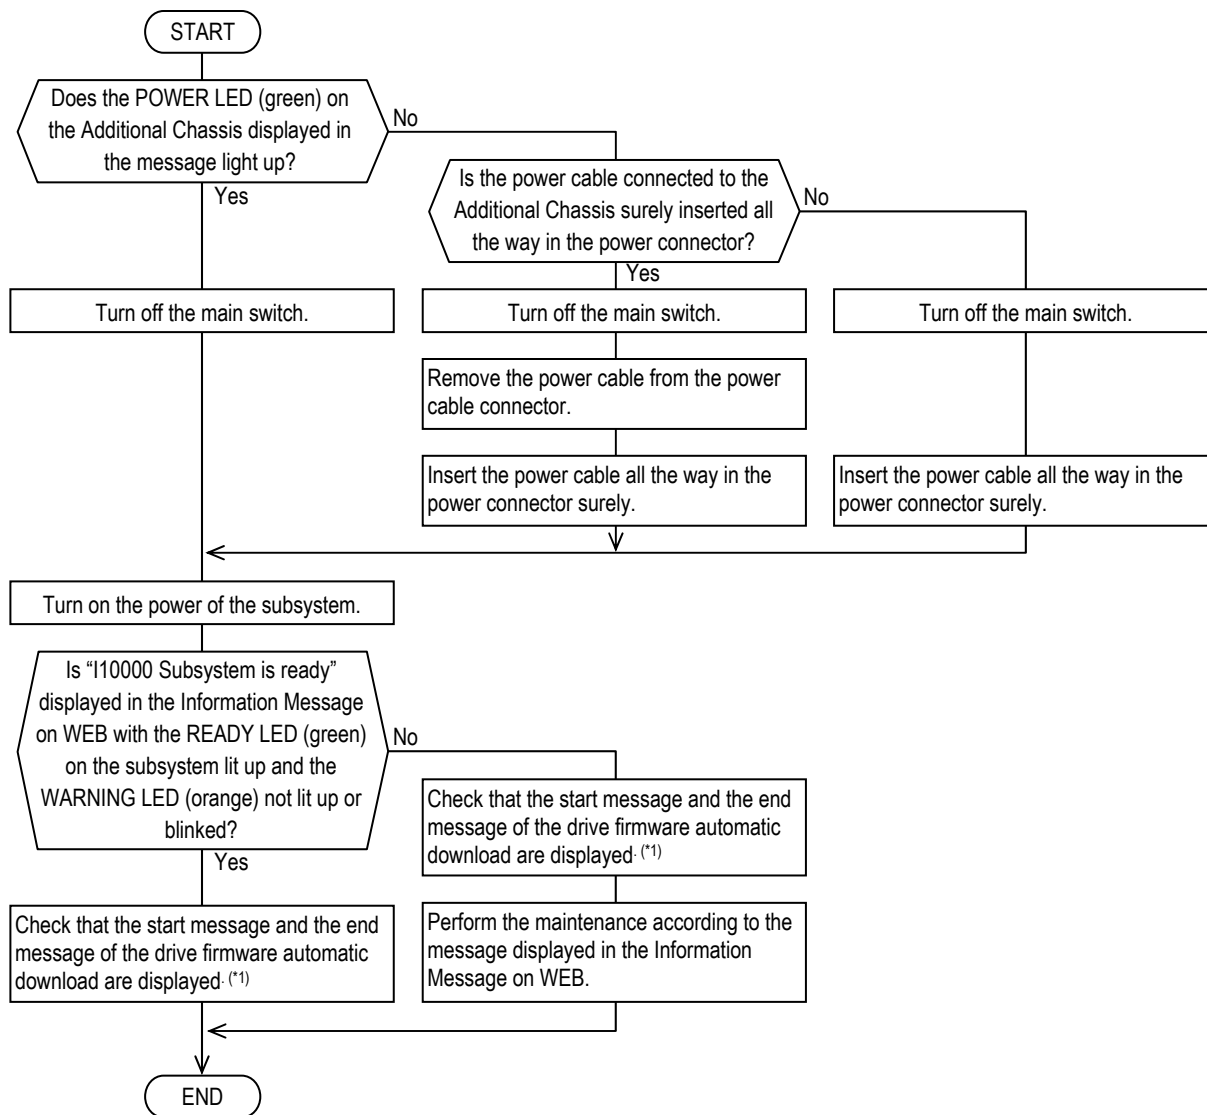 START
Does the POWER LED (green) on
the Additional Chassis displayed in
the message light up?
No
Yes
Is the power cable connected to the
Additional Chassis surely inserted all
the way in the power connector?
No
Yes
Turn off the main switch.
Turn off the main switch.
Turn off the main switch.
Remove the power cable from the power
cable connector.
Insert the power cable all the way in the
power connector surely.
Insert the power cable all the way in the
power connector surely.
Turn on the power of the subsystem.
Is “I10000 Subsystem is ready”
displayed in the Information Message
on WEB with the READY LED (green)
on the subsystem lit up and the
WARNING LED (orange) not lit up or
blinked?
No
Yes
Check that the start message and the end
message of the drive firmware automatic
download are displayed. (*1)
Perform the maintenance according to the
message displayed in the Information
Message on WEB.
Check that the start message and the end
message of the drive firmware automatic
download are displayed. (*1)
END